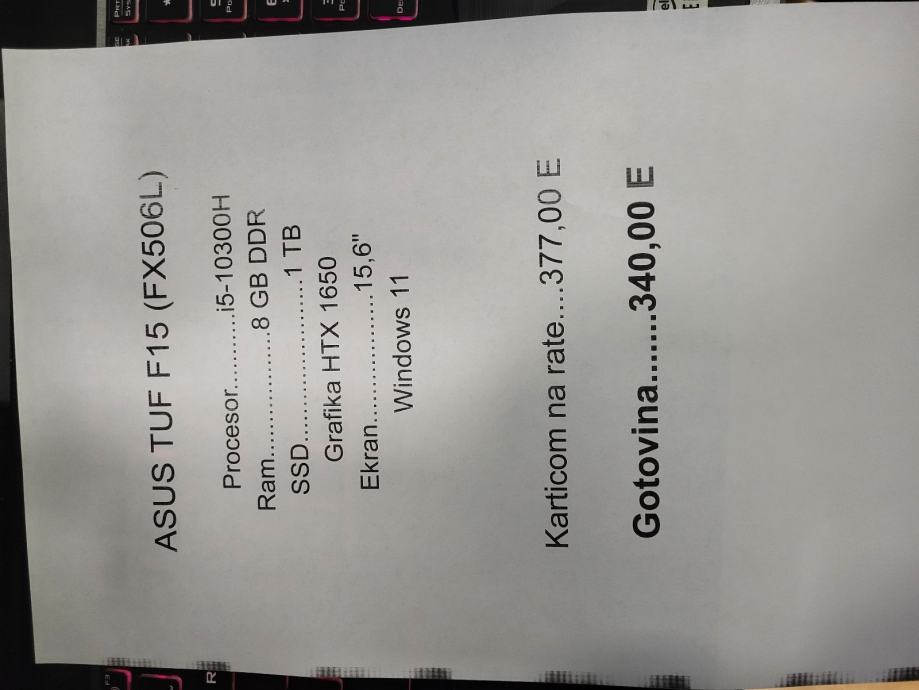 ASUS TUF F15 (FX506L)
Procesor..........i5-10300H
Ram..................8 GB DDR
SSD......................1 TB
Grafika HTX 1650
Ekran................15,6"
Windows 11
Karticom na rate....377,00 E
Gotovina.......340,00 E